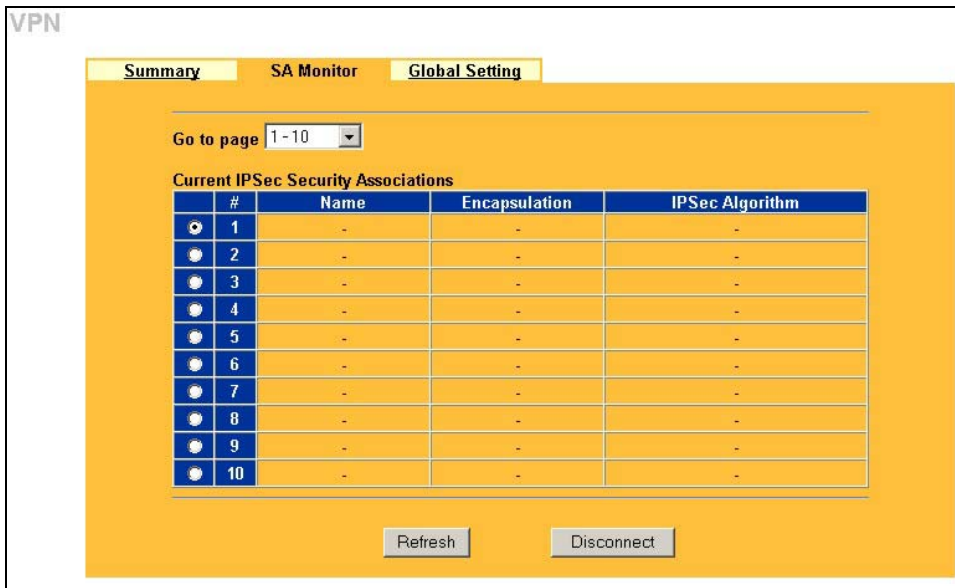 VPN
Summary SA Monitor Global Setting
Go to page 1 - 10
Current IPSec Security Associations
# Name Encapsulation IPSec Algorithm
1 - - -
2 - - -
3 - - -
4 - - -
5 - - -
6 - - -
7 - - -
8 - - -
9 - - -
10 - - -
Refresh Disconnect